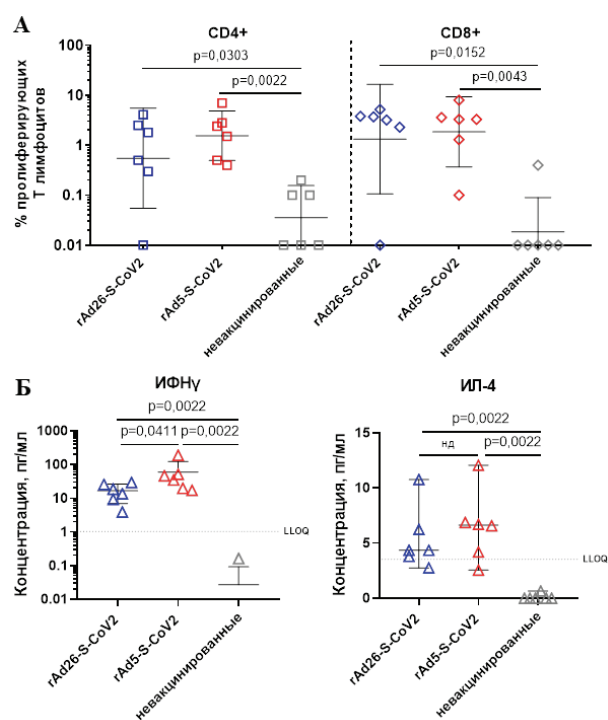 А
CD4+
CD8+
p=0,0303
p=0,0152
p=0,0022
p=0,0043
% пролиферирующих
Т лимфоцитов
100
10
1
0.1
0.01
rAd26-S-CoV2
rAd5-S-CoV2
невакцинированные
rAd26-S-CoV2
rAd5-S-CoV2
невакцинированные
Б
ИФНγ
ИЛ-4
p=0,0022
p=0,0411
p=0,0022
p=0,0022
нд
p=0,0022
Концентрация, пг/мл
1000
100
10
1
0.1
0.01
LLOQ
rAd26-S-CoV2
rAd5-S-CoV2
невакцинированные
Концентрация, пг/мл
15
10
5
0
LLOQ
rAd26-S-CoV2
rAd5-S-CoV2
невакцинированные